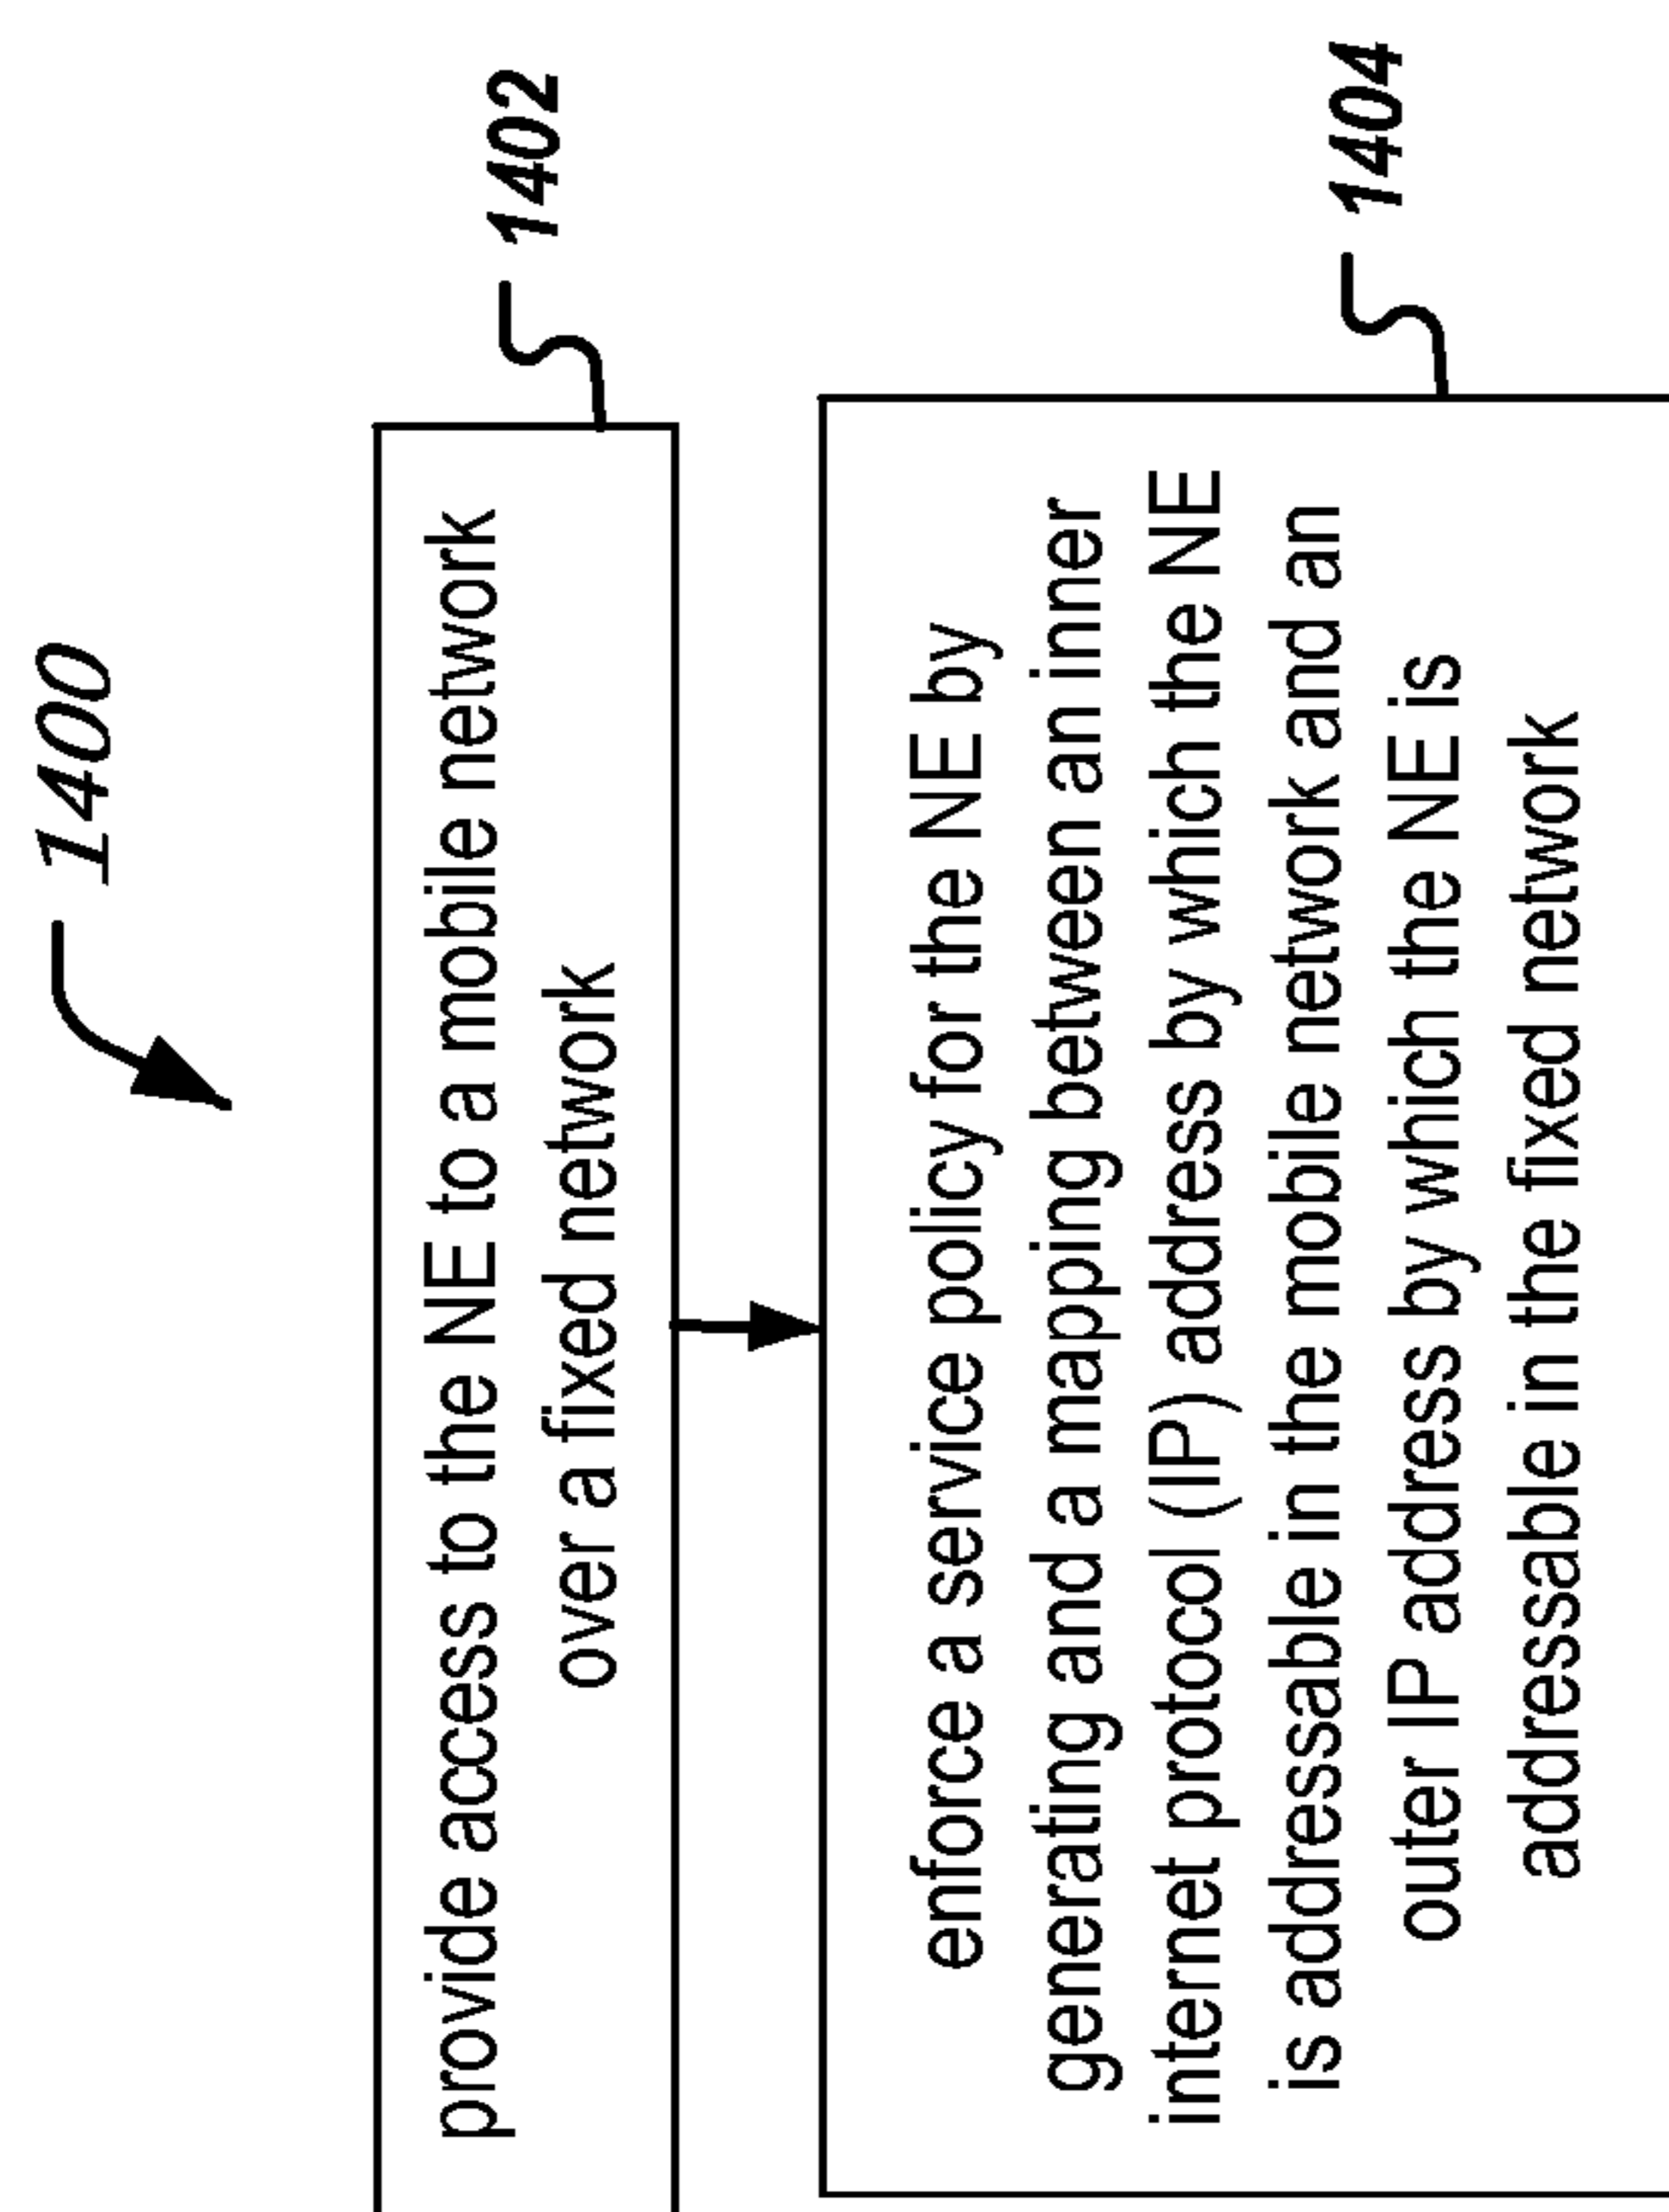 1400
provide access to the NE to a mobile network
over a fixed network
1402
enforce a service policy for the NE by
generating and a mapping between an inner
internet protocol (IP) address by which the NE
is addressable in the mobile network and an
outer IP address by which the NE is
addressable in the fixed network
1404